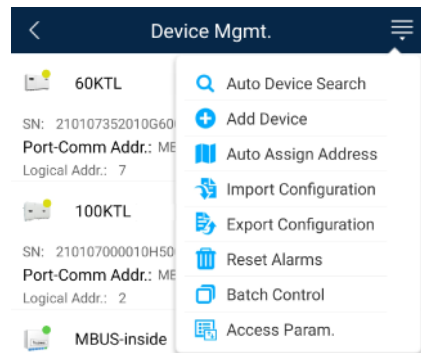 Device Mgmt.
60KTL
SN: 210107352010G60
Port-Comm Addr.: ME
Logical Addr.: 7
100KTL
SN: 210107000010H50
Port-Comm Addr.: ME
Logical Addr.: 2
MBUS-inside
Auto Device Search
Add Device
Auto Assign Address
Import Configuration
Export Configuration
Reset Alarms
Batch Control
Access Param.